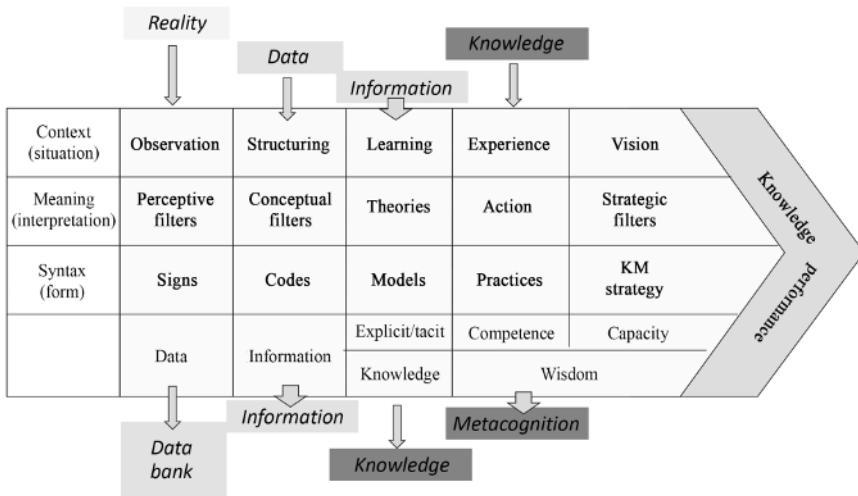 Reality
Knowledge
Data
Information
Context
(situation)
Observation
Structuring
Learning
Experience
Vision
Meaning
(interpretation)
Perceptive
filters
Conceptual
filters
Theories
Action
Strategic
filters
Syntax
(form)
Signs
Codes
Models
Practices
KM
strategy
Data
Information
Explicit/tacit
Competence
Capacity
Knowledge
Wisdom
Knowledge
performance
Data
bank
Information
Knowledge
Metacognition